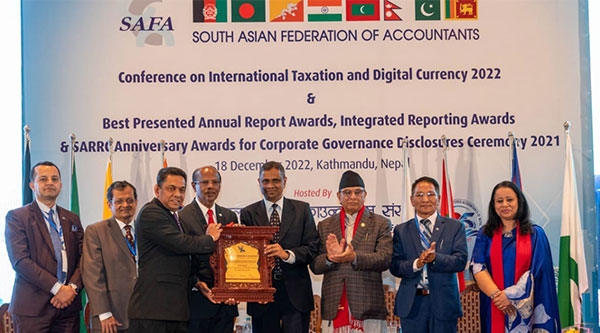 SAFA
SOUTH ASIAN FEDERATION OF ACCOUNTANTS
Conference on International Taxation and Digital Currency 2022
&
Best Presented Annual Report Awards, Integrated Reporting Awards
& SAARC Anniversary Awards for Corporate Governance Disclosures Ceremony 2021
18 December 2022, Kathmandu, Nepal
Hosted By